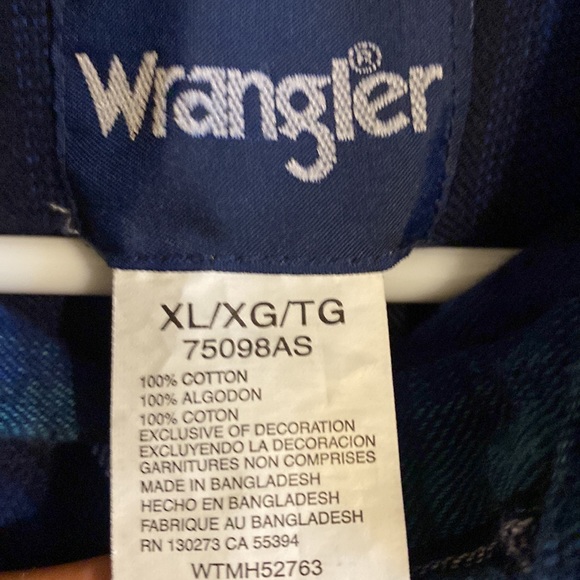 Wrangler®
XL/XG/TG
75098AS
100% COTTON
100% ALGODON
100% COTON
EXCLUSIVE OF DECORATION
EXCLUYENDO LA DECORACION
GARNITURES NON COMPRISES
MADE IN BANGLADESH
HECHO EN BANGLADESH
FABRIQUE AU BANGLADESH
RN 130273 CA 55394
WTMH52763